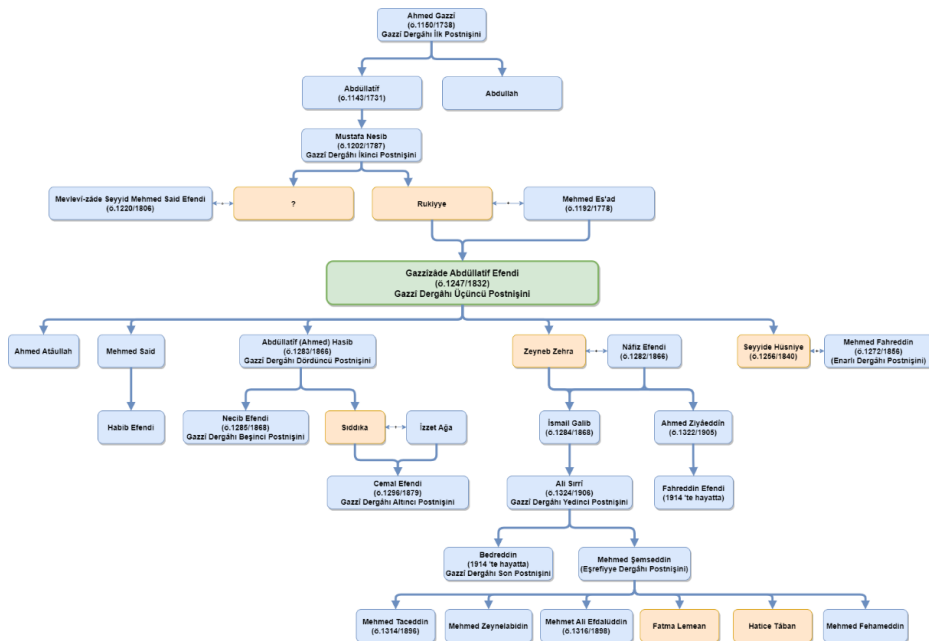 Ahmed Gazzî
(ö.1150/1738)
Gazzî Dergâhı İlk Postnişini
Abdüllatîf
(ö.1143/1731)
Abdullah
Mustafa Nesib
(ö.1202/1787)
Gazzî Dergâhı İkinci Postnişini
Mevlevî-zâde Seyyid Mehmed Said Efendi
(ö.1220/1806)
?
Rukiyye
Mehmed Es'ad
(ö.1192/1778)
Gazzîzâde Abdüllatîf Efendi
(ö.1247/1832)
Gazzî Dergâhı Üçüncü Postnişini
Ahmed Atâullah
Mehmed Said
Abdüllatîf (Ahmed) Hasib
(ö.1283/1866)
Gazzî Dergâhı Dördüncü Postnişini
Zeyneb Zehra
Nâfiz Efendi
(ö.1282/1866)
Seyyide Hüsniye
(ö.1256/1840)
Mehmed Fahreddin
(ö.1272/1856)
(Enarlı Dergâhı Postnişini)
Habib Efendi
Necib Efendi
(ö.1285/1868)
Gazzî Dergâhı Beşinci Postnişini
Sıddıka
İzzet Ağa
İsmail Galib
(ö.1284/1868)
Ahmed Ziyâeddîn
(ö.1322/1905)
Cemal Efendi
(ö.1296/1879)
Gazzî Dergâhı Altıncı Postnişini
Ali Sırrî
(ö.1324/1906)
Gazzî Dergâhı Yedinci Postnişini
Fahreddin Efendi
(1914 'te hayatta)
Bedreddin
(1914 'te hayatta)
Gazzî Dergâhı Son Postnişini
Mehmed Şemseddin
(Eşrefiyye Dergâhı Postnişini)
Mehmed Taceddin
(ö.1314/1896)
Mehmed Zeynelabidin
Mehmet Ali Efdalüddin
(ö.1316/1898)
Fatma Lemean
Hatice Tâban
Mehmed Fehameddin